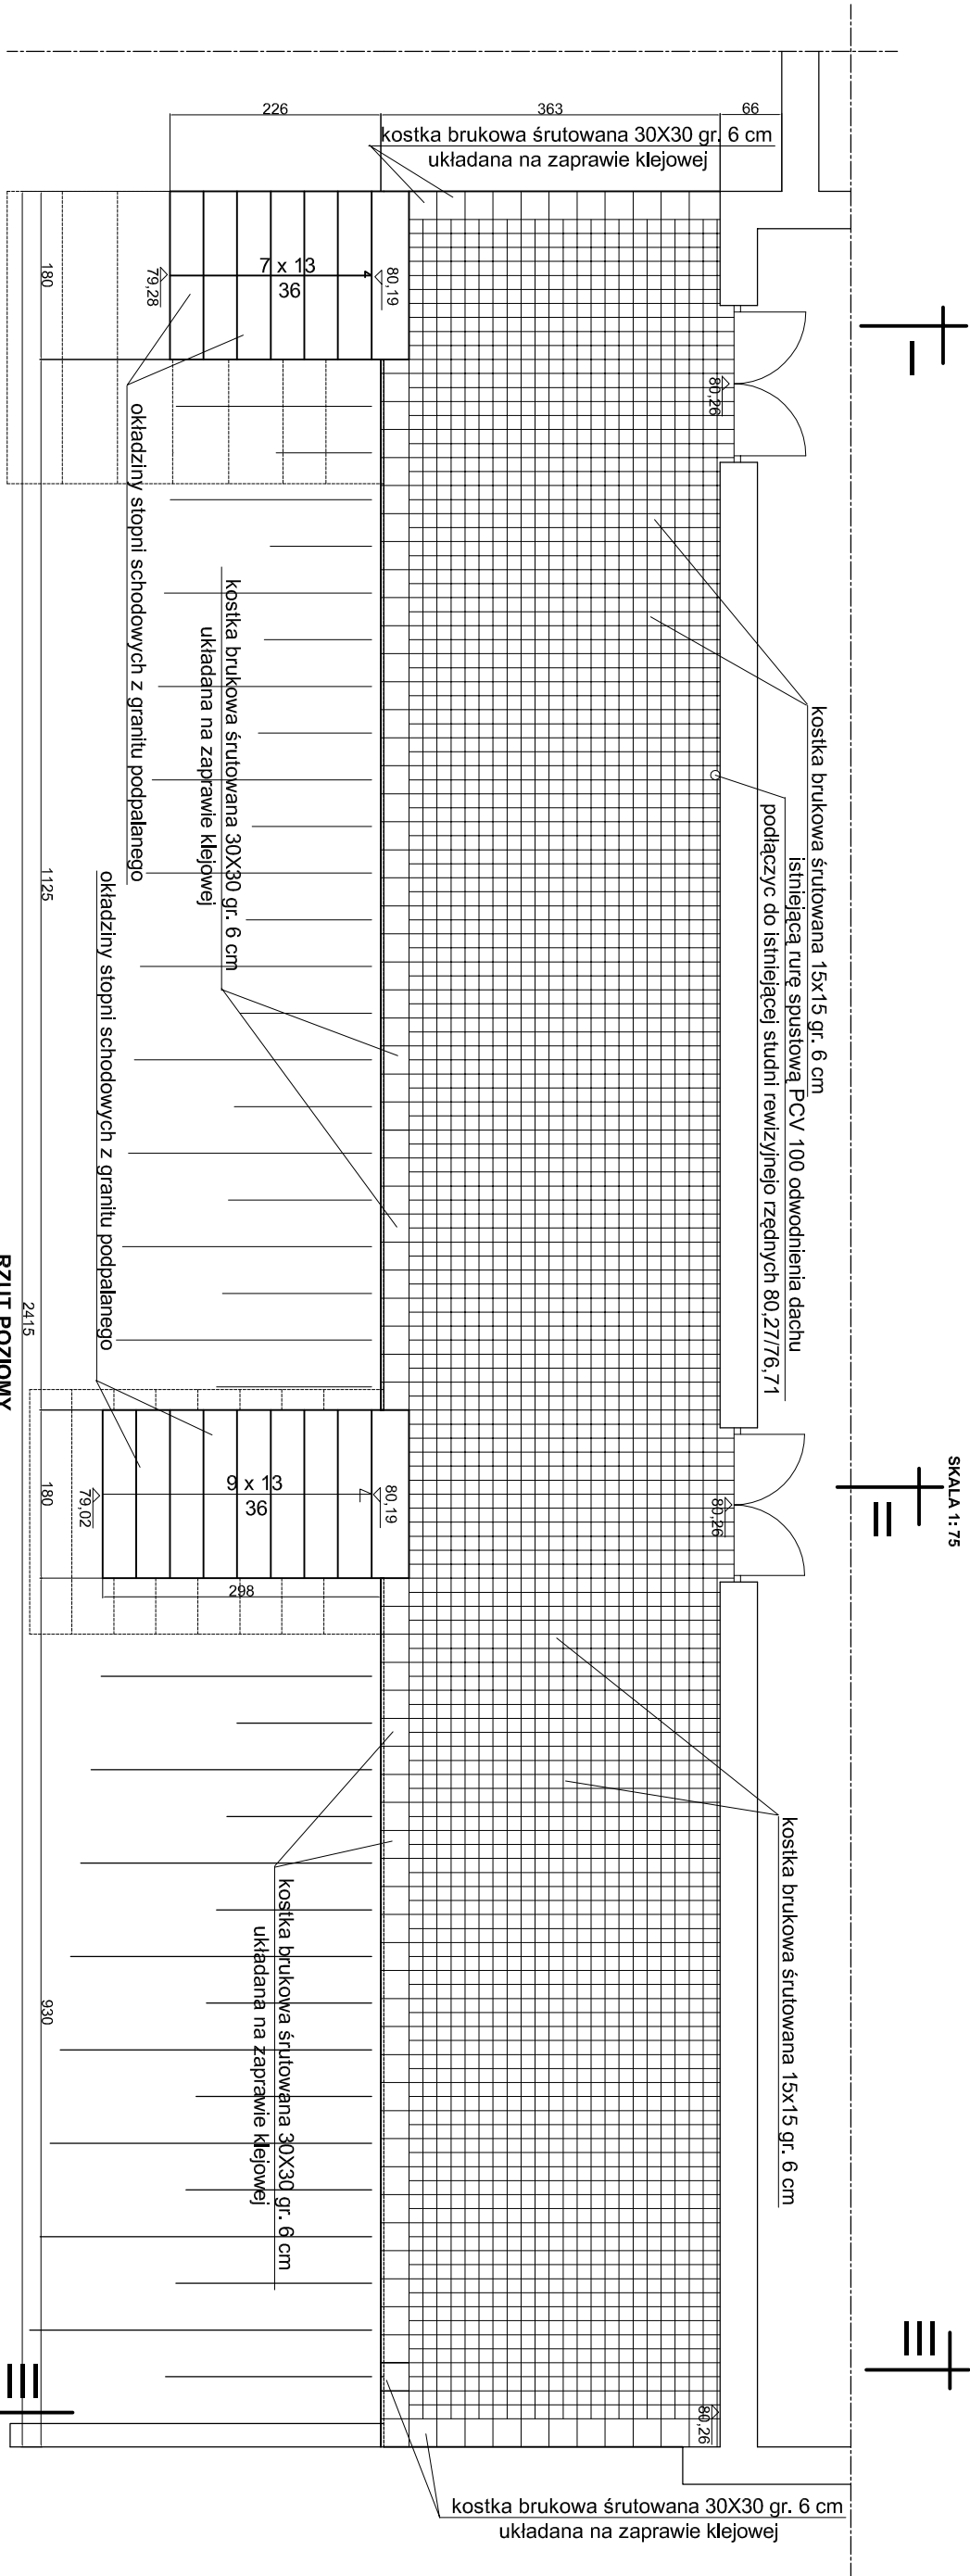 SKALA 1: 75
I
II
III
226
363
66
kostka brukowa śrutowana 30X30 gr. 6 cm
układana na zaprawie klejowej
7 x 13
36
80,19
79,28
80,26
180
okładziny stopni schodowych z granitu podpalanego
kostka brukowa śrutowana 15x15 gr. 6 cm
istniejącą rurę spustową PCV 100 odwodnienia dachu
podłączyc do istniejącej studni rewizyjnejo rzędnych 80,27/76,71
kostka brukowa śrutowana 30X30 gr. 6 cm
układana na zaprawie klejowej
1125
okładziny stopni schodowych z granitu podpalanego
2415
RZUT POZIOMY
9 x 13
36
80,19
79,02
80,26
180
298
kostka brukowa śrutowana 15x15 gr. 6 cm
kostka brukowa śrutowana 30X30 gr. 6 cm
układana na zaprawie klejowej
930
80,26
III
kostka brukowa śrutowana 30X30 gr. 6 cm
układana na zaprawie klejowej